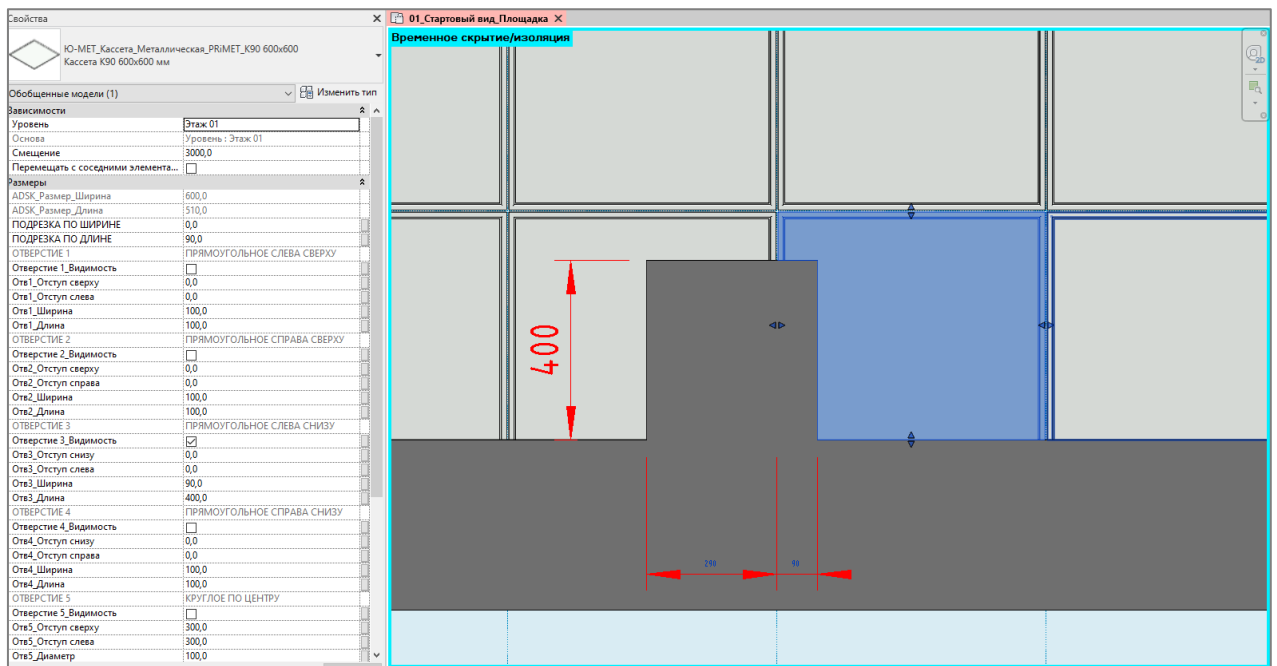 Свойства
01_Стартовый вид_Площадка
Ю-МЕТ_Кассета_Металлическая_PRiMET_K90 600x600
Кассета К90 600x600 мм
Обобщенные модели (1)
Изменить тип
Зависимости
Уровень Этаж 01
Основа Уровень : Этаж 01
Смещение 3000,0
Перемещать с соседними элемента...
Размеры
ADSK_Размер_Ширина 600,0
ADSK_Размер_Длина 510,0
ПОДРЕЗКА ПО ШИРИНЕ 0,0
ПОДРЕЗКА ПО ДЛИНЕ 90,0
ОТВЕРСТИЕ 1 ПРЯМОУГОЛЬНОЕ СЛЕВА СВЕРХУ
Отверстие 1_Видимость
Отв1_Отступ сверху 0,0
Отв1_Отступ слева 0,0
Отв1_Ширина 100,0
Отв1_Длина 100,0
ОТВЕРСТИЕ 2 ПРЯМОУГОЛЬНОЕ СПРАВА СВЕРХУ
Отверстие 2_Видимость
Отв2_Отступ сверху 0,0
Отв2_Отступ справа 0,0
Отв2_Ширина 100,0
Отв2_Длина 100,0
ОТВЕРСТИЕ 3 ПРЯМОУГОЛЬНОЕ СЛЕВА СНИЗУ
Отверстие 3_Видимость
Отв3_Отступ снизу 0,0
Отв3_Отступ слева 0,0
Отв3_Ширина 90,0
Отв3_Длина 400,0
ОТВЕРСТИЕ 4 ПРЯМОУГОЛЬНОЕ СПРАВА СНИЗУ
Отверстие 4_Видимость
Отв4_Отступ снизу 0,0
Отв4_Отступ справа 0,0
Отв4_Ширина 100,0
Отв4_Длина 100,0
ОТВЕРСТИЕ 5 КРУГЛОЕ ПО ЦЕНТРУ
Отверстие 5_Видимость
Отв5_Отступ сверху 300,0
Отв5_Отступ слева 300,0
Отв5_Диаметр 100,0
Временное скрытие/изоляция
2D
400
290
90